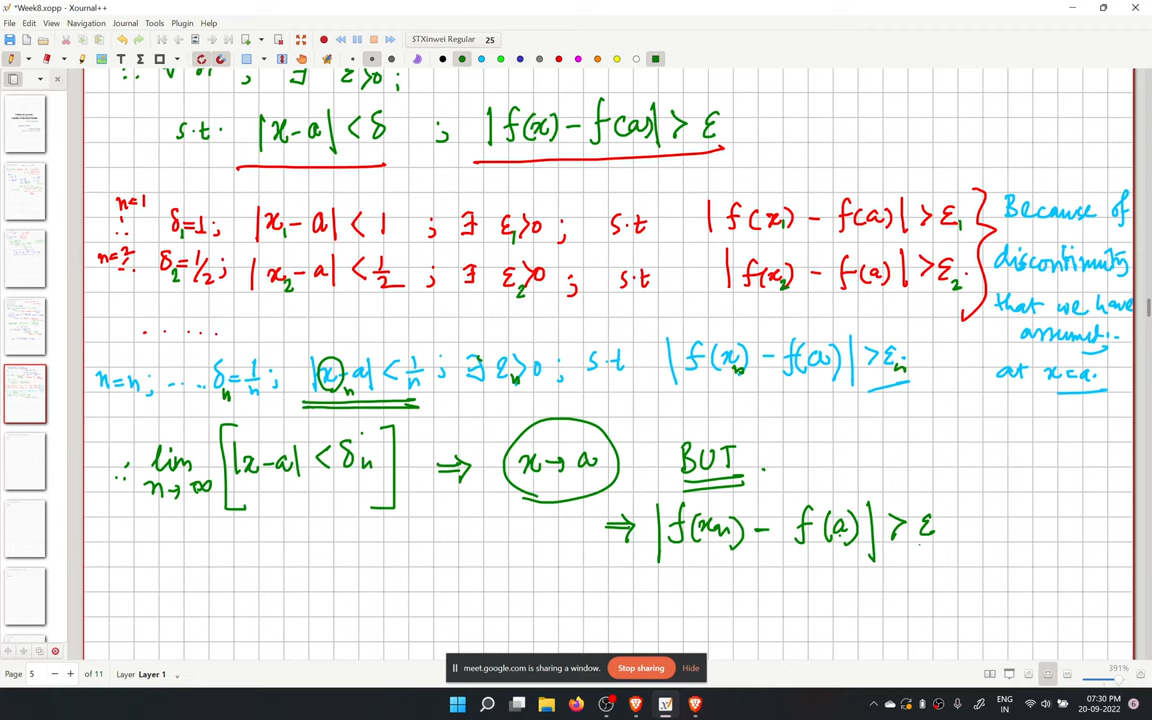 *Week8.xopp - Xournal++
File Edit View Navigation Journal Tools Plugin Help
STXinwei Regular 25
∃ ε>0 ;
s.t. |x-a| < δ ; |f(x) - f(a)| > ε
n=1 : δ₁=1; |x₁-a| < 1 ; ∃ ε₁>0 ; s.t |f(x₁) - f(a)| > ε₁
n=2 : δ₂=1/2; |x₂-a| < 1/2 ; ∃ ε₂>0 ; s.t |f(x₂) - f(a)| > ε₂.
Because of
discontinuity
that we have
assumed.
at x=a.
. . . . . .
n=n; .... δₙ=1/n; |xₙ-a| < 1/n ; ∃ εₙ>0 ; s.t |f(xₙ) - f(a)| > εₙ
∴ lim n→∞ [|x-a| < δₙ] ⇒ x→a BUT .
⇒ |f(xn) - f(a)| > ε
meet.google.com is sharing a window. Stop sharing Hide
Page 5 of 11 Layer Layer 1 391%
ENG
IN
07:30 PM
20-09-2022